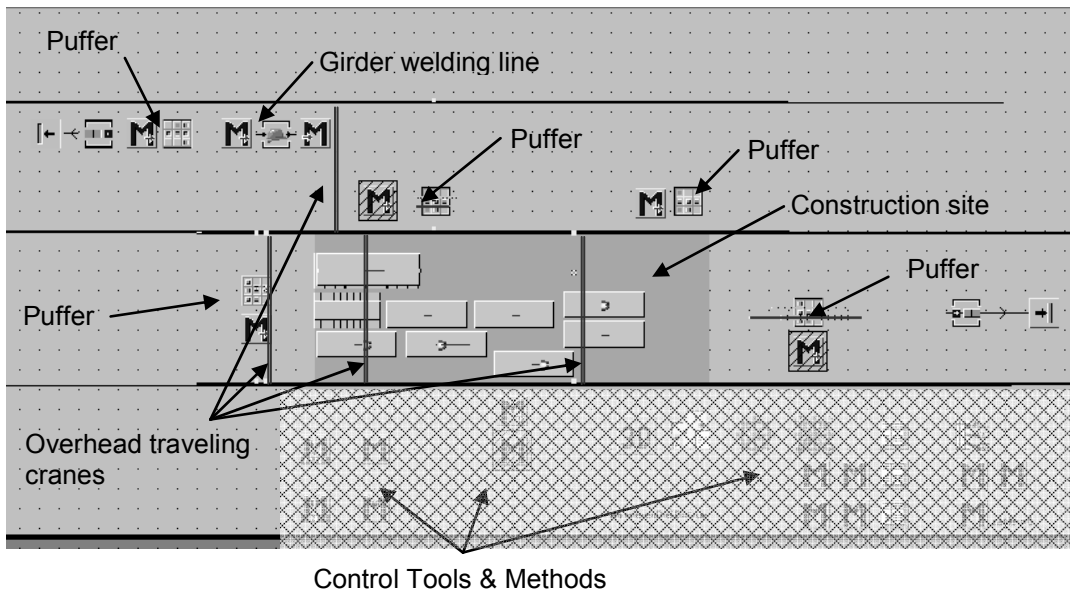 Puffer
Girder welding line
Puffer
Puffer
Construction site
Puffer
Puffer
Overhead traveling
cranes
Control Tools & Methods